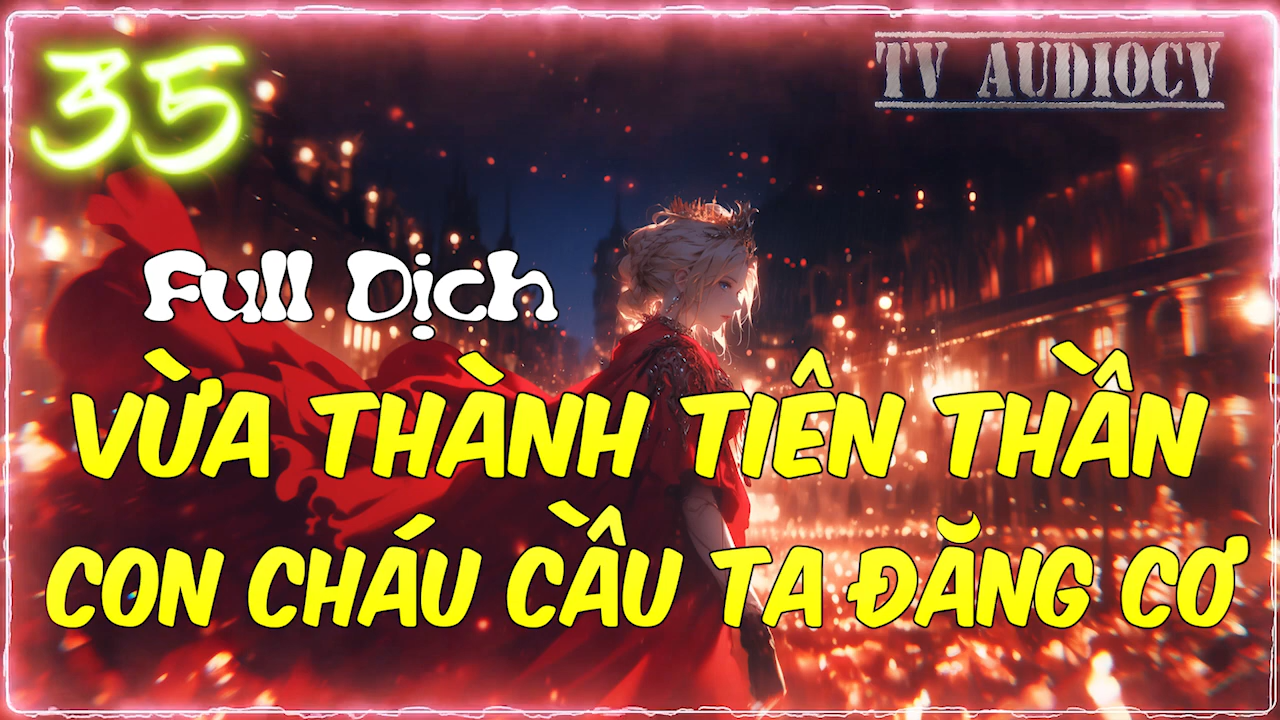 35
TV AUDIOCV
Full Dịch
VỪA THÀNH TIÊN THẦN
CON CHÁU CẦU TA ĐĂNG CƠ